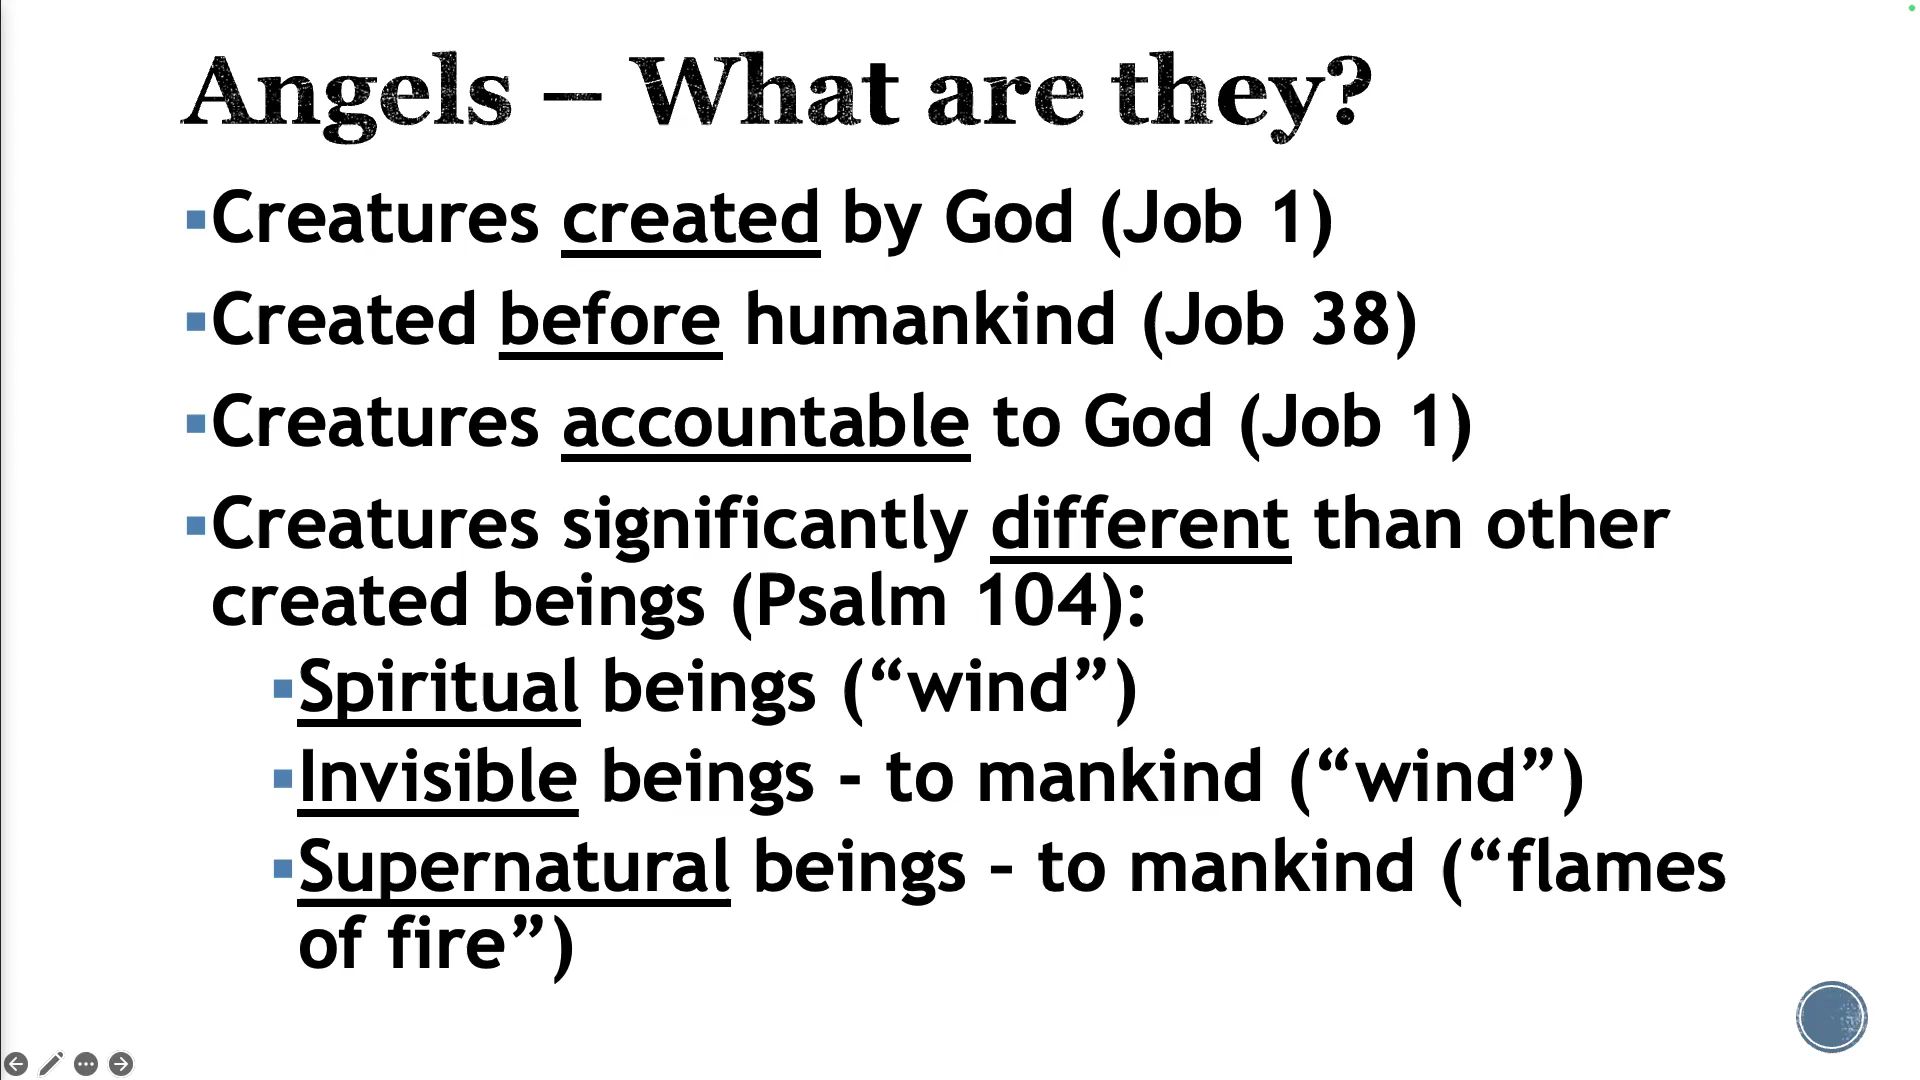 Angels – What are they?
▪Creatures created by God (Job 1)
▪Created before humankind (Job 38)
▪Creatures accountable to God (Job 1)
▪Creatures significantly different than other
created beings (Psalm 104):
▪Spiritual beings (“wind”)
▪Invisible beings - to mankind (“wind”)
▪Supernatural beings – to mankind (“flames
of fire”)